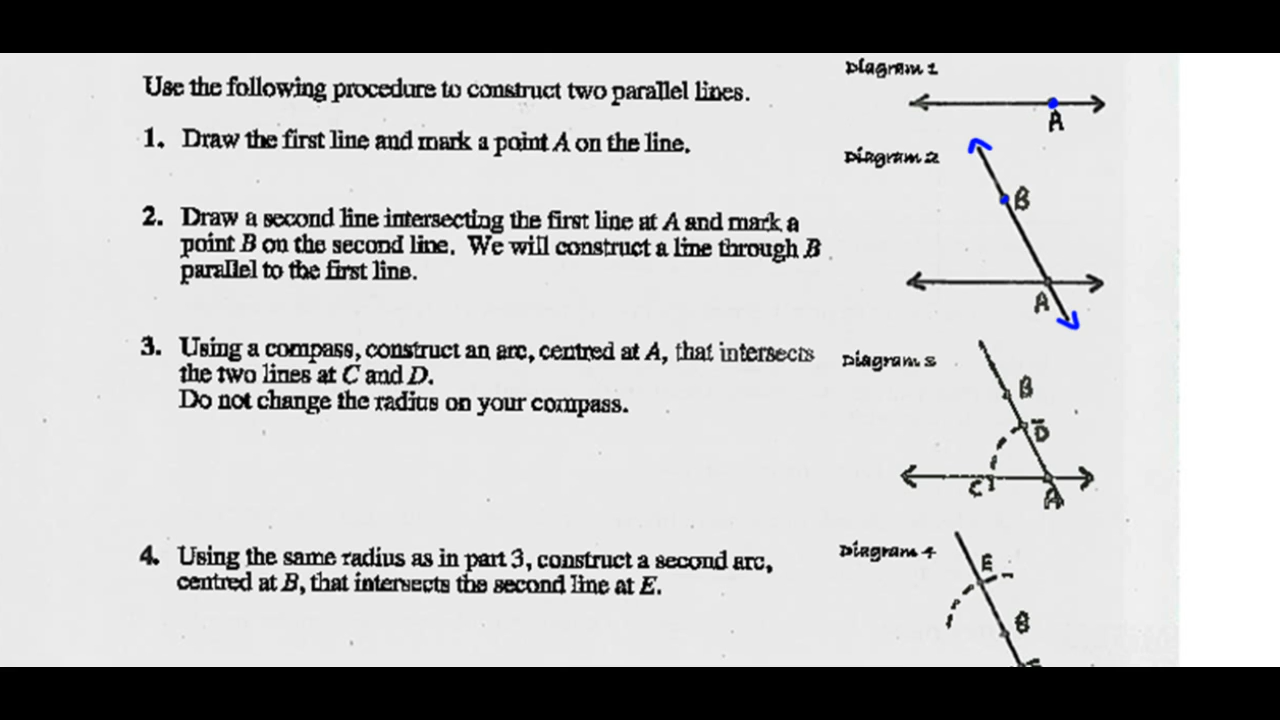 Use the following procedure to construct two parallel lines.
Diagram 1
A
1. Draw the first line and mark a point A on the line.
Diagram 2
B
A
2. Draw a second line intersecting the first line at A and mark a
point B on the second line. We will construct a line through B
parallel to the first line.
3. Using a compass, construct an arc, centred at A, that intersects
the two lines at C and D.
Do not change the radius on your compass.
Diagram 3
B
D
C
A
4. Using the same radius as in part 3, construct a second arc,
centred at B, that intersects the second line at E.
Diagram 4
E
B